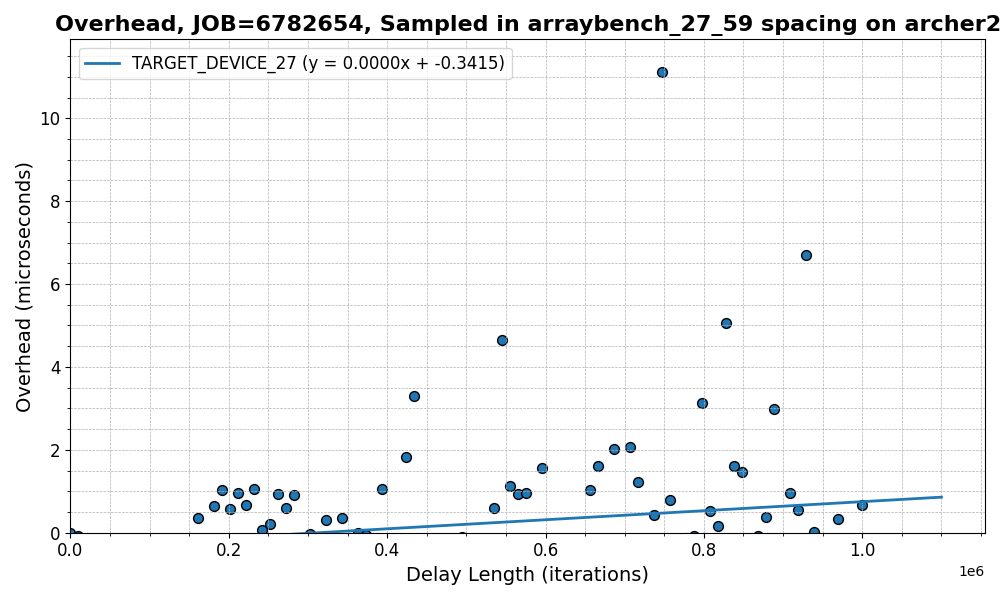 Overhead, JOB=6782654, Sampled in arraybench_27_59 spacing on archer2
TARGET_DEVICE_27 (y = 0.0000x + -0.3415)
Overhead (microseconds)
10
8
6
4
2
0
0.0 0.2 0.4 0.6 0.8 1.0
1e6
Delay Length (iterations)